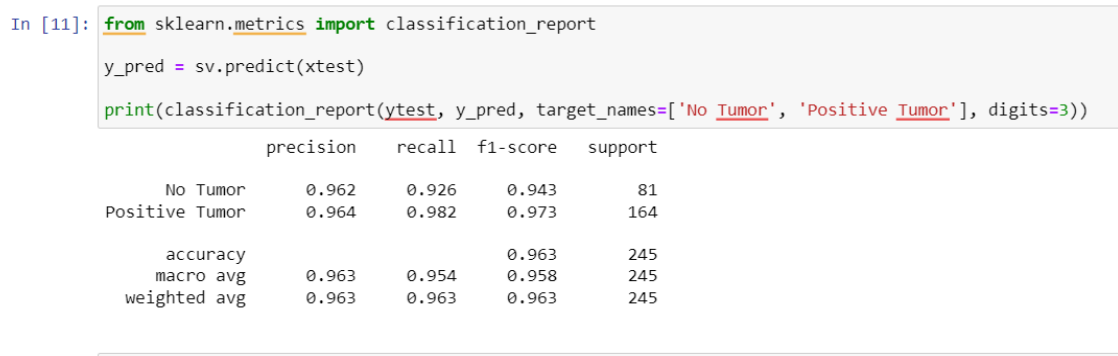 In [11]: from sklearn.metrics import classification_report
y_pred = sv.predict(xtest)
print(classification_report(ytest, y_pred, target_names=['No Tumor', 'Positive Tumor'], digits=3))
precision recall f1-score support
No Tumor 0.962 0.926 0.943 81
Positive Tumor 0.964 0.982 0.973 164
accuracy 0.963 245
macro avg 0.963 0.954 0.958 245
weighted avg 0.963 0.963 0.963 245